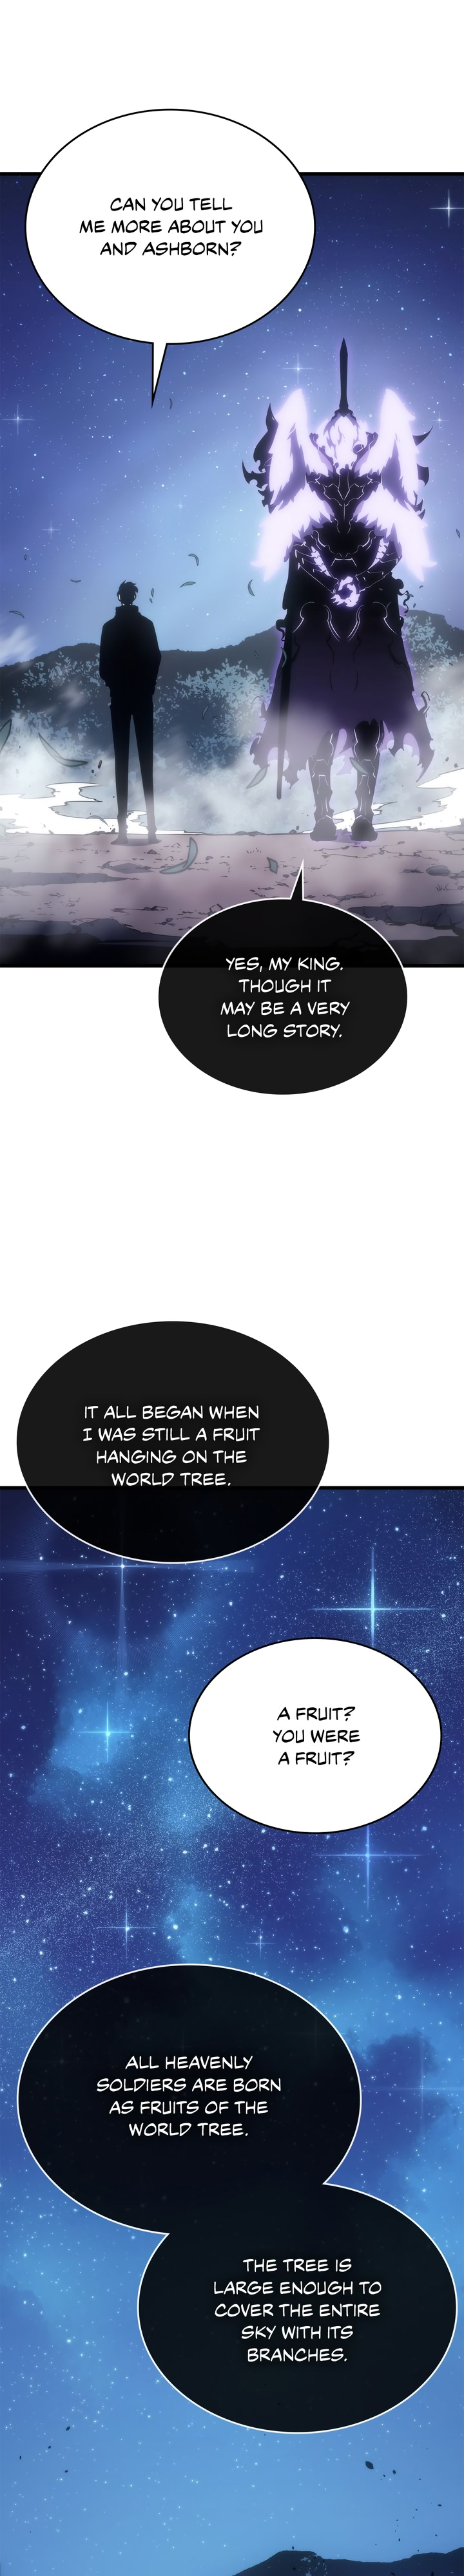 CAN YOU TELL
ME MORE ABOUT YOU
AND ASHBORN?
YES, MY KING.
THOUGH IT
MAY BE A VERY
LONG STORY.
IT ALL BEGAN WHEN
I WAS STILL A FRUIT
HANGING ON THE
WORLD TREE.
A FRUIT?
YOU WERE
A FRUIT?
ALL HEAVENLY
SOLDIERS ARE BORN
AS FRUITS OF THE
WORLD TREE.
THE TREE IS
LARGE ENOUGH TO
COVER THE ENTIRE
SKY WITH ITS
BRANCHES.